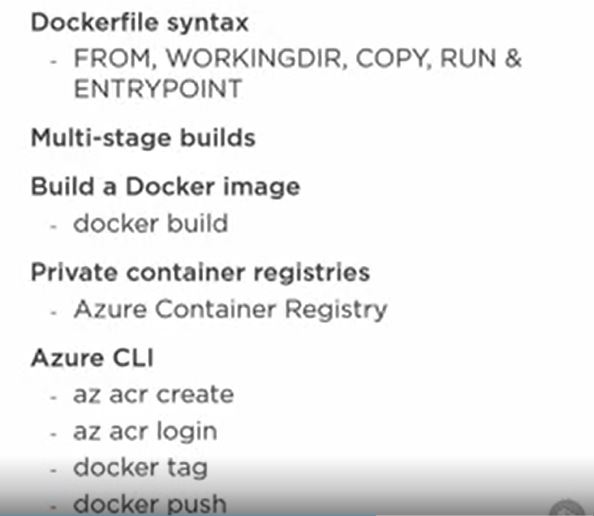 Dockerfile syntax
- FROM, WORKINGDIR, COPY, RUN &
ENTRYPOINT
Multi-stage builds
Build a Docker image
- docker build
Private container registries
- Azure Container Registry
Azure CLI
- az acr create
- az acr login
- docker tag
- docker push